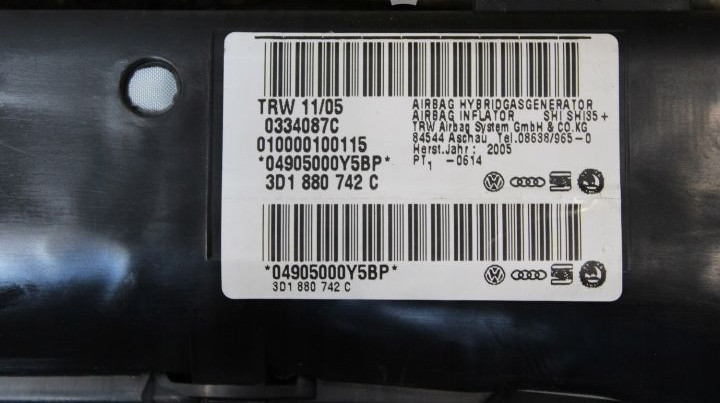 TRW 11/05
0334087C
010000100115
*04905000Y5BP*
3D1 880 742 C
AIRBAG HYBRIDGASGENERATOR
AIRBAG INFLATOR SHI SHI35 +
TRW Airbag System GmbH & CO.KG
84544 Aschau Tel.08638/965-0
Herst.Jahr: 2005
PT1 -0614
*04905000Y5BP*
3D1 880 742 C